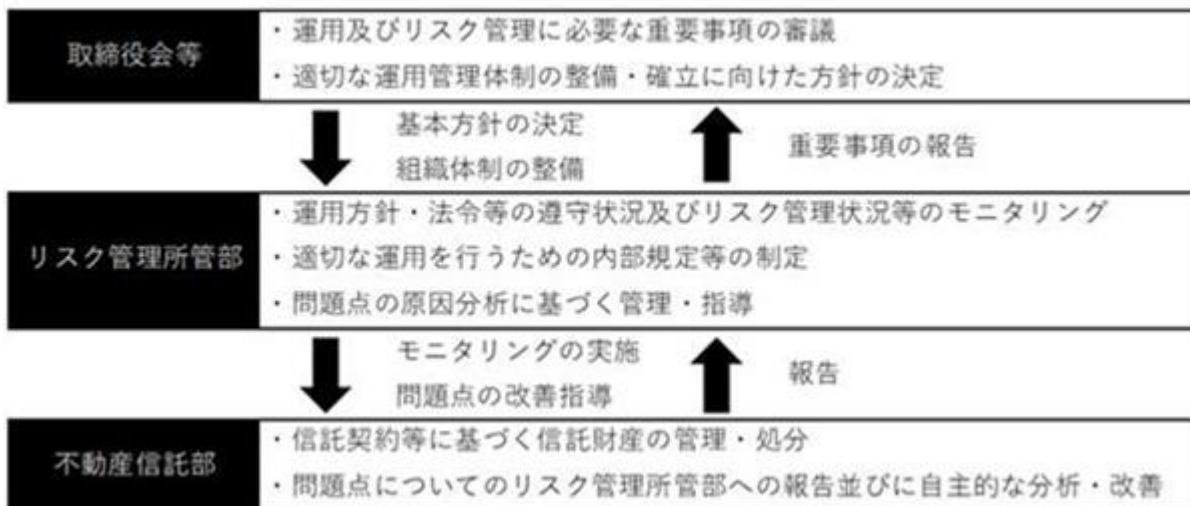 取締役会等
・運用及びリスク管理に必要な重要事項の審議
・適切な運用管理体制の整備・確立に向けた方針の決定
基本方針の決定
組織体制の整備
重要事項の報告
リスク管理所管部
・運用方針・法令等の遵守状況及びリスク管理状況等のモニタリング
・適切な運用を行うための内部規定等の制定
・問題点の原因分析に基づく管理・指導
モニタリングの実施
問題点の改善指導
報告
不動産信託部
・信託契約等に基づく信託財産の管理・処分
・問題点についてのリスク管理所管部への報告並びに自主的な分析・改善